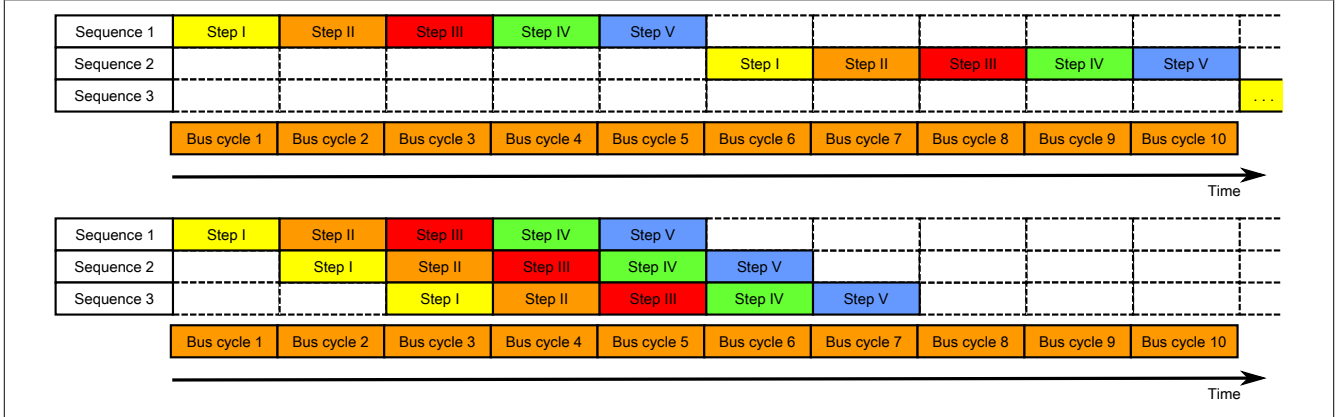 Sequence 1 Step I Step II Step III Step IV Step V
Sequence 2 Step I Step II Step III Step IV Step V
Sequence 3 . . .
Bus cycle 1 Bus cycle 2 Bus cycle 3 Bus cycle 4 Bus cycle 5 Bus cycle 6 Bus cycle 7 Bus cycle 8 Bus cycle 9 Bus cycle 10
Time
Sequence 1 Step I Step II Step III Step IV Step V
Sequence 2 Step I Step II Step III Step IV Step V
Sequence 3 Step I Step II Step III Step IV Step V
Bus cycle 1 Bus cycle 2 Bus cycle 3 Bus cycle 4 Bus cycle 5 Bus cycle 6 Bus cycle 7 Bus cycle 8 Bus cycle 9 Bus cycle 10
Time